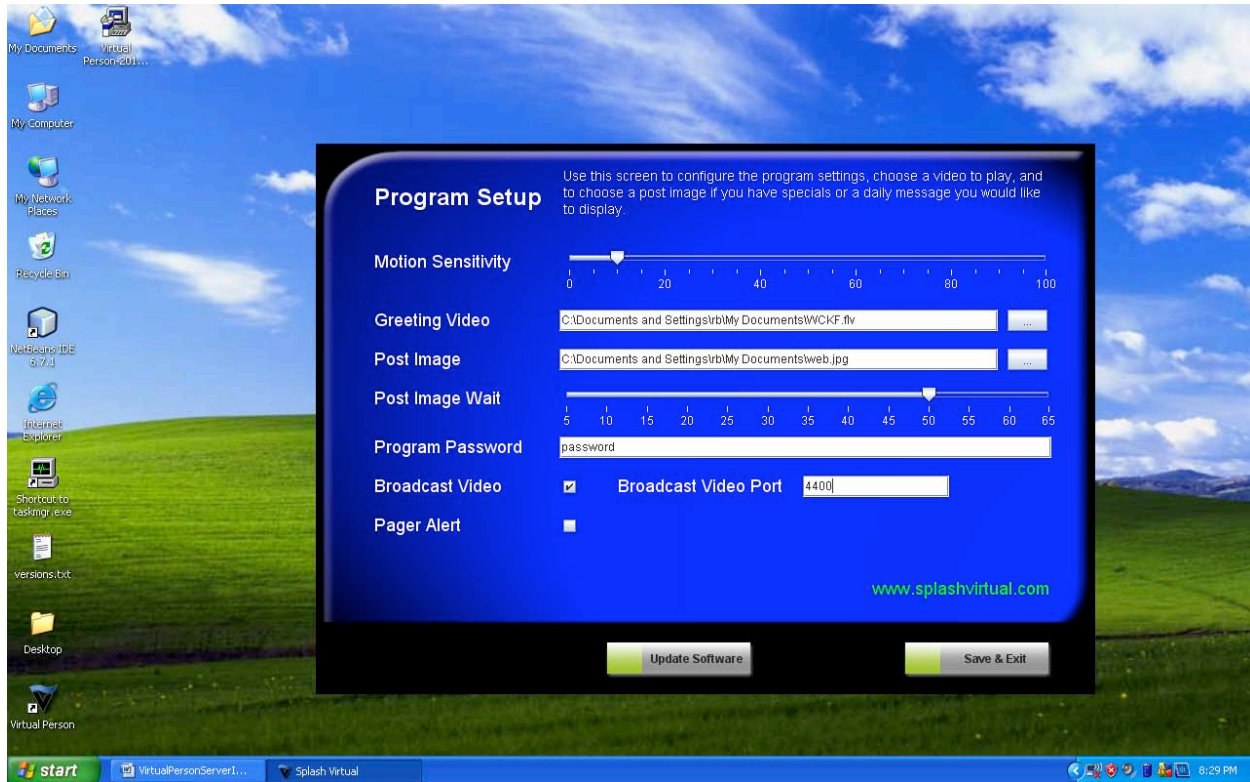 My Documents
Virtual
Person-201...
My Computer
My Network
Places
Recycle Bin
NetBeans IDE
6.7.1
Internet
Explorer
Shortcut to
taskmgr.exe
versions.txt
Desktop
Virtual Person
Program Setup
Use this screen to configure the program settings, choose a video to play, and
to choose a post image if you have specials or a daily message you would like
to display.
Motion Sensitivity
0 20 40 60 80 100
Greeting Video
C:\Documents and Settings\rb\My Documents\WCKF.flv
...
Post Image
C:\Documents and Settings\rb\My Documents\web.jpg
...
Post Image Wait
5 10 15 20 25 30 35 40 45 50 55 60 65
Program Password
password
Broadcast Video
Broadcast Video Port
4400
Pager Alert
www.splashvirtual.com
Update Software
Save & Exit
start
VirtualPersonServerI...
Splash Virtual
8:29 PM